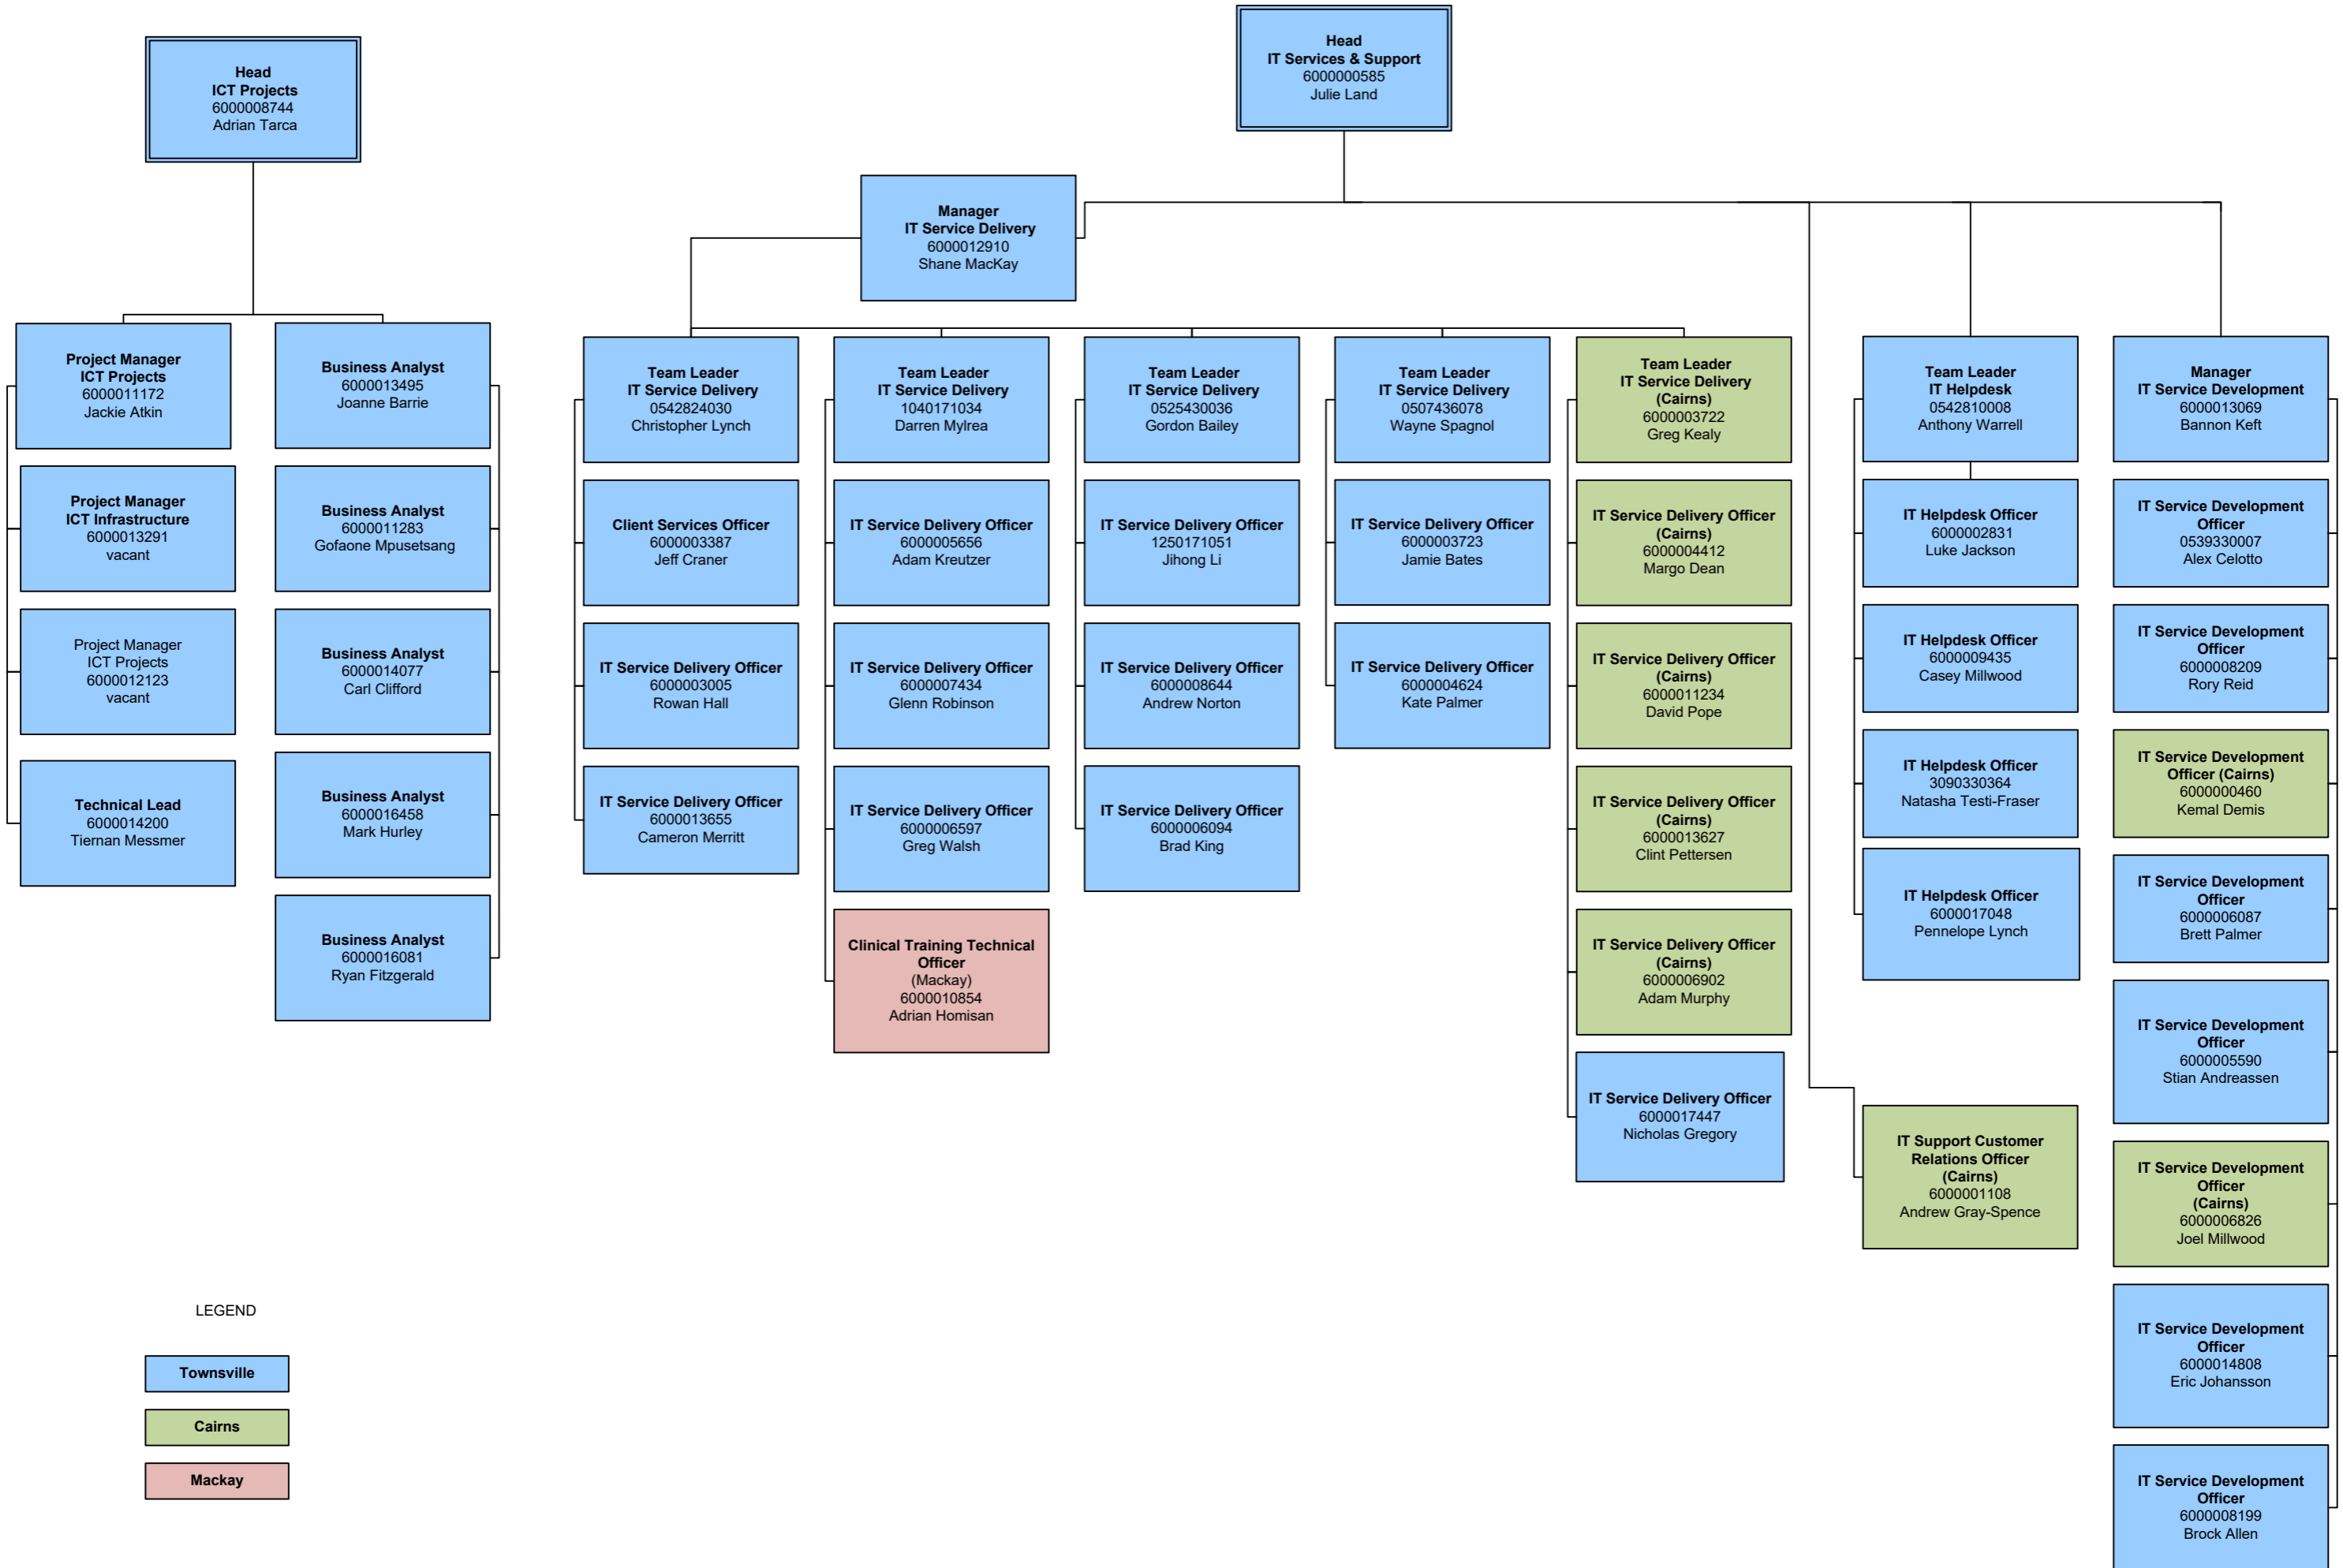 Head
ICT Projects
6000008744
Adrian Tarca
Head
IT Services & Support
6000000585
Julie Land
Manager
IT Service Delivery
6000012910
Shane MacKay
Project Manager
ICT Projects
6000011172
Jackie Atkin
Project Manager
ICT Infrastructure
6000013291
vacant
Project Manager
ICT Projects
6000012123
vacant
Technical Lead
6000014200
Tiernan Messmer
Business Analyst
6000013495
Joanne Barrie
Business Analyst
6000011283
Gofaone Mpusetsang
Business Analyst
6000014077
Carl Clifford
Business Analyst
6000016458
Mark Hurley
Business Analyst
6000016081
Ryan Fitzgerald
Team Leader
IT Service Delivery
0542824030
Christopher Lynch
Client Services Officer
6000003387
Jeff Craner
IT Service Delivery Officer
6000003005
Rowan Hall
IT Service Delivery Officer
6000013655
Cameron Merritt
Team Leader
IT Service Delivery
1040171034
Darren Mylrea
IT Service Delivery Officer
6000005656
Adam Kreutzer
IT Service Delivery Officer
6000007434
Glenn Robinson
IT Service Delivery Officer
6000006597
Greg Walsh
Clinical Training Technical
Officer
(Mackay)
6000010854
Adrian Homisan
Team Leader
IT Service Delivery
0525430036
Gordon Bailey
IT Service Delivery Officer
1250171051
Jihong Li
IT Service Delivery Officer
6000008644
Andrew Norton
IT Service Delivery Officer
6000006094
Brad King
Team Leader
IT Service Delivery
0507436078
Wayne Spagnol
IT Service Delivery Officer
6000003723
Jamie Bates
IT Service Delivery Officer
6000004624
Kate Palmer
Team Leader
IT Service Delivery
(Cairns)
6000003722
Greg Kealy
IT Service Delivery Officer
(Cairns)
6000004412
Margo Dean
IT Service Delivery Officer
(Cairns)
6000011234
David Pope
IT Service Delivery Officer
(Cairns)
6000013627
Clint Pettersen
IT Service Delivery Officer
(Cairns)
6000006902
Adam Murphy
IT Service Delivery Officer
6000017447
Nicholas Gregory
Team Leader
IT Helpdesk
0542810008
Anthony Warrell
IT Helpdesk Officer
6000002831
Luke Jackson
IT Helpdesk Officer
6000009435
Casey Millwood
IT Helpdesk Officer
3090330364
Natasha Testi-Fraser
IT Helpdesk Officer
6000017048
Pennelope Lynch
IT Support Customer
Relations Officer
(Cairns)
6000001108
Andrew Gray-Spence
Manager
IT Service Development
6000013069
Bannon Keft
IT Service Development
Officer
0539330007
Alex Celotto
IT Service Development
Officer
6000008209
Rory Reid
IT Service Development
Officer (Cairns)
6000000460
Kemal Demis
IT Service Development
Officer
6000006087
Brett Palmer
IT Service Development
Officer
6000005590
Stian Andreassen
IT Service Development
Officer
(Cairns)
6000006826
Joel Millwood
IT Service Development
Officer
6000014808
Eric Johansson
IT Service Development
Officer
6000008199
Brock Allen
LEGEND
Townsville
Cairns
Mackay